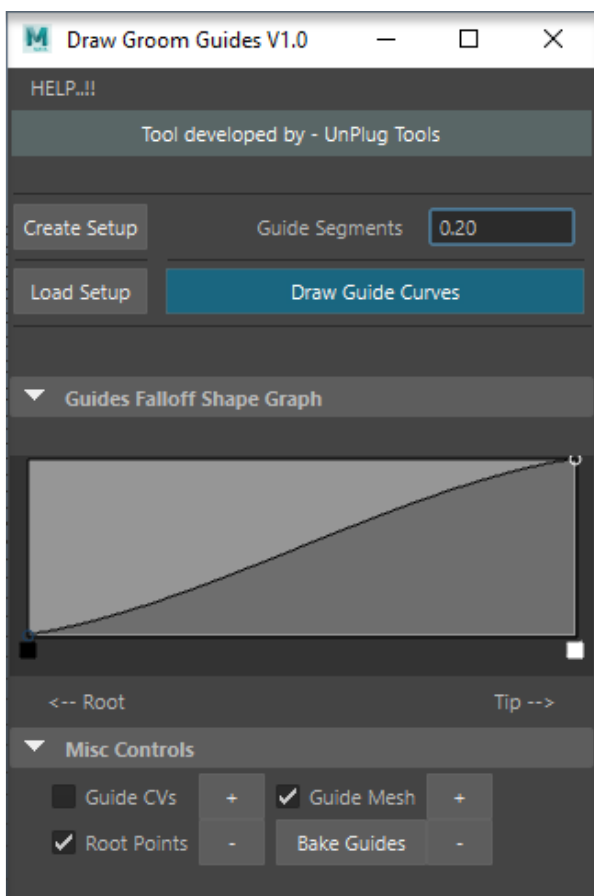 Draw Groom Guides V1.0
HELP..!!
Tool developed by - UnPlug Tools
Create Setup Guide Segments 0.20
Load Setup Draw Guide Curves
Guides Falloff Shape Graph
<-- Root Tip -->
Misc Controls
Guide CVs + Guide Mesh +
Root Points - Bake Guides -